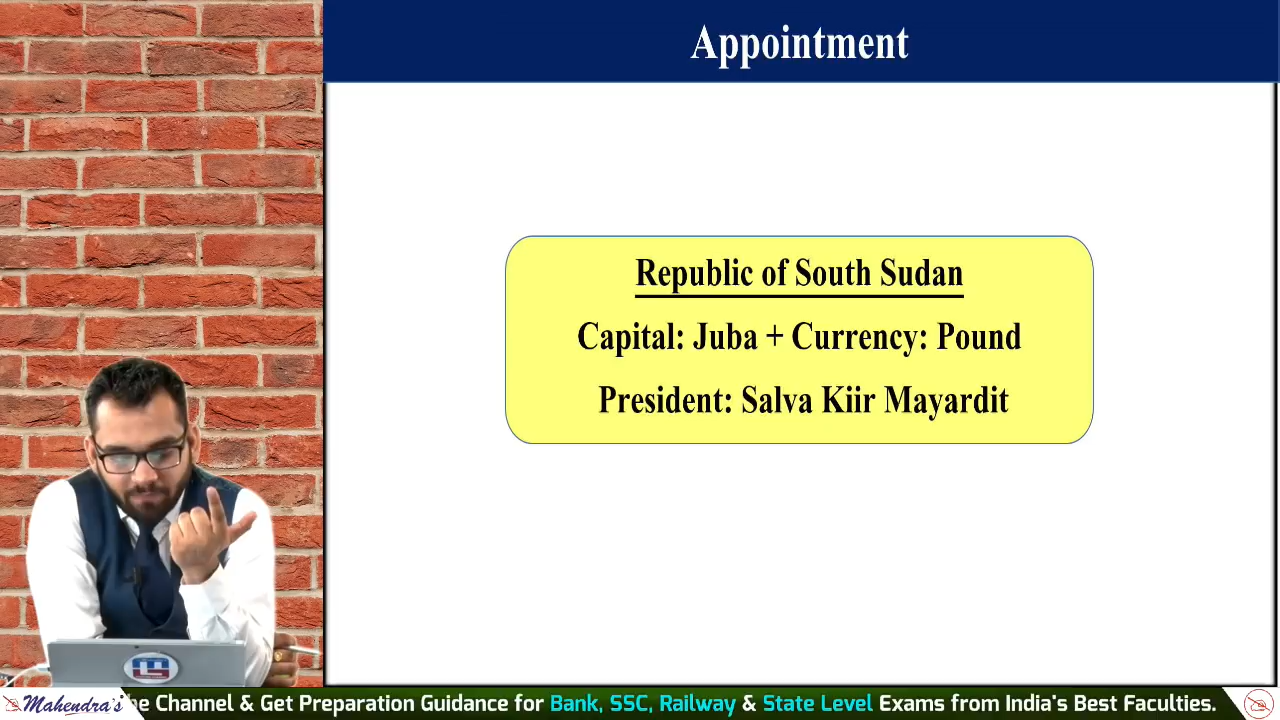 Appointment
Republic of South Sudan
Capital: Juba + Currency: Pound
President: Salva Kiir Mayardit
Mahendra's
he Channel & Get Preparation Guidance for Bank, SSC, Railway & State Level Exams from India's Best Faculties.